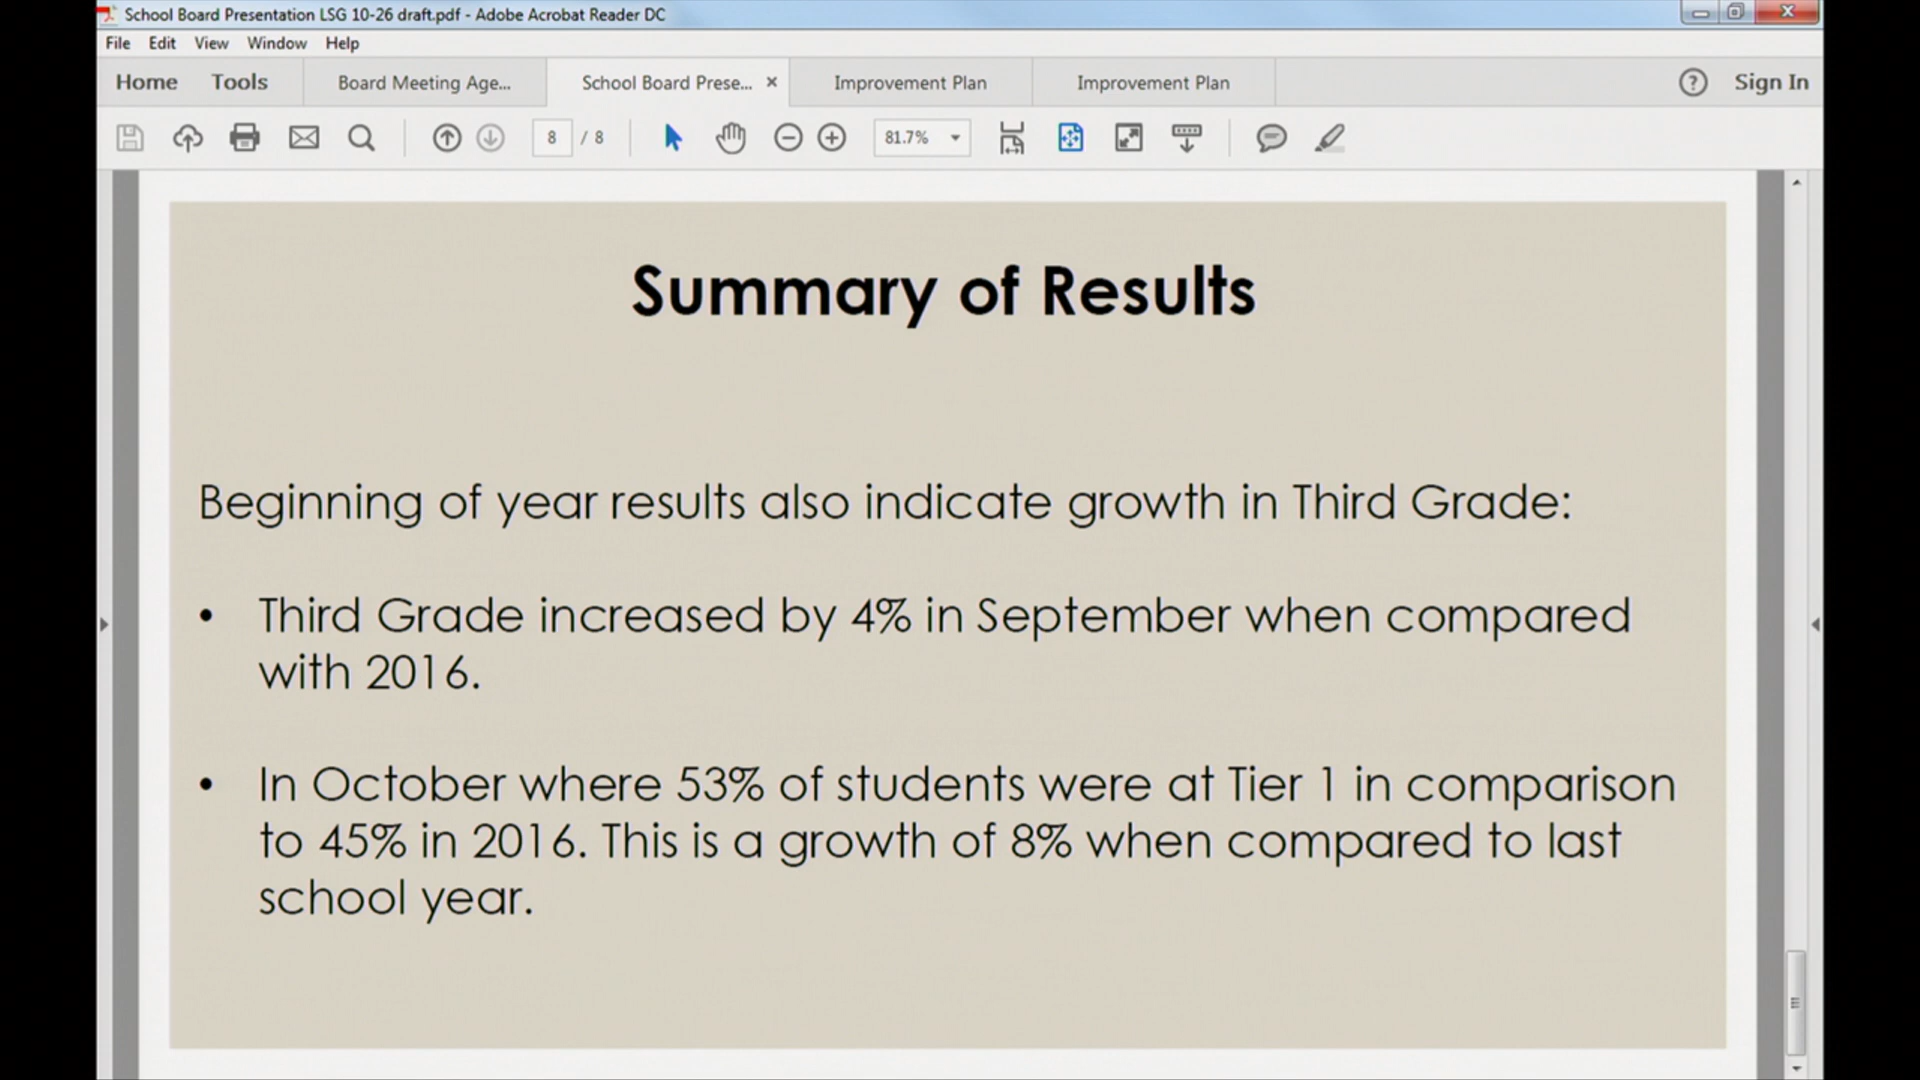 School Board Presentation LSG 10-26 draft.pdf - Adobe Acrobat Reader DC
File Edit View Window Help
Home Tools Board Meeting Age... School Board Prese... × Improvement Plan Improvement Plan ? Sign In
8 / 8 81.7%
Summary of Results
Beginning of year results also indicate growth in Third Grade:
• Third Grade increased by 4% in September when compared
with 2016.
• In October where 53% of students were at Tier 1 in comparison
to 45% in 2016. This is a growth of 8% when compared to last
school year.